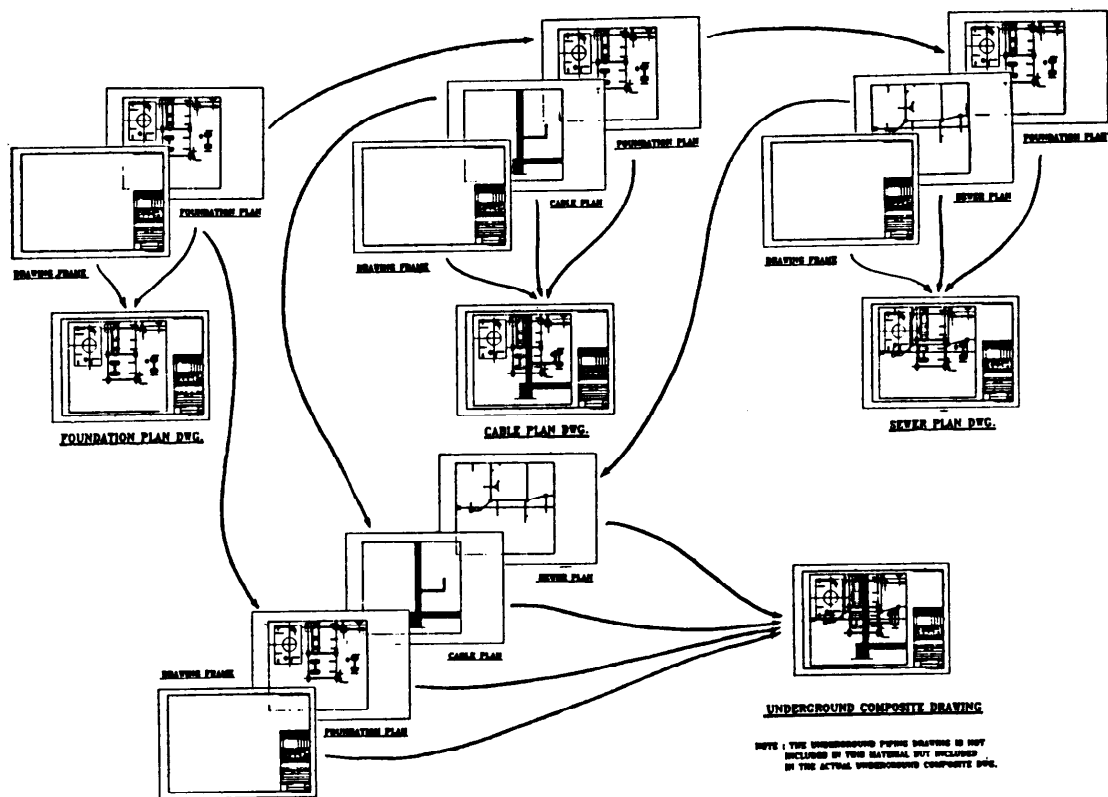 FOUNDATION PLAN
DRAWING FRAME
FOUNDATION PLAN DWG.
FOUNDATION PLAN
CABLE PLAN
DRAWING FRAME
CABLE PLAN DWG.
FOUNDATION PLAN
SEWER PLAN
DRAWING FRAME
SEWER PLAN DWG.
SEWER PLAN
CABLE PLAN
DRAWING FRAME
FOUNDATION PLAN
UNDERGROUND COMPOSITE DRAWING
NOTE : THE UNDERGROUND PIPING DRAWING IS NOT
INCLUDED IN THIS MATERIAL BUT INCLUDED
IN THE ACTUAL UNDERGROUND COMPOSITE DWG.